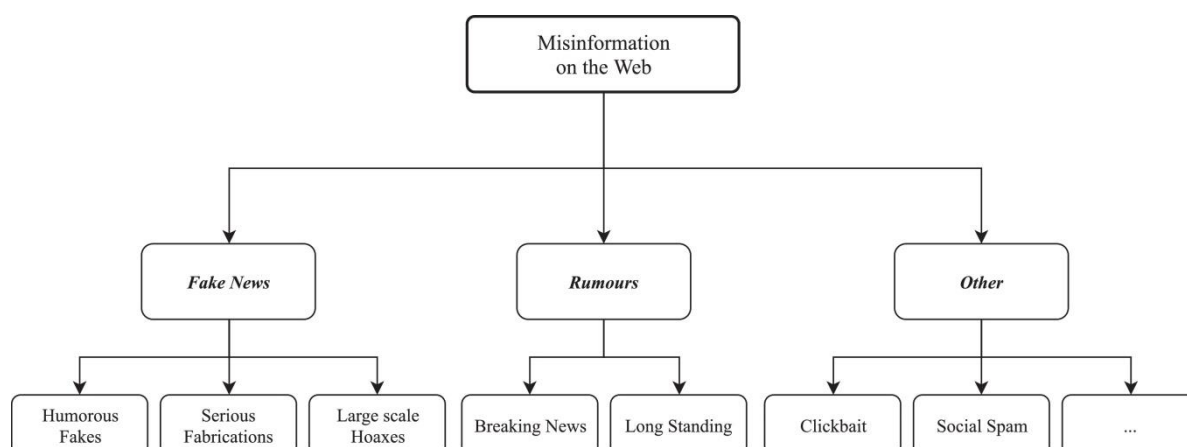 Misinformation
on the Web
Fake News
Rumours
Other
Humorous
Fakes
Serious
Fabrications
Large scale
Hoaxes
Breaking News
Long Standing
Clickbait
Social Spam
...